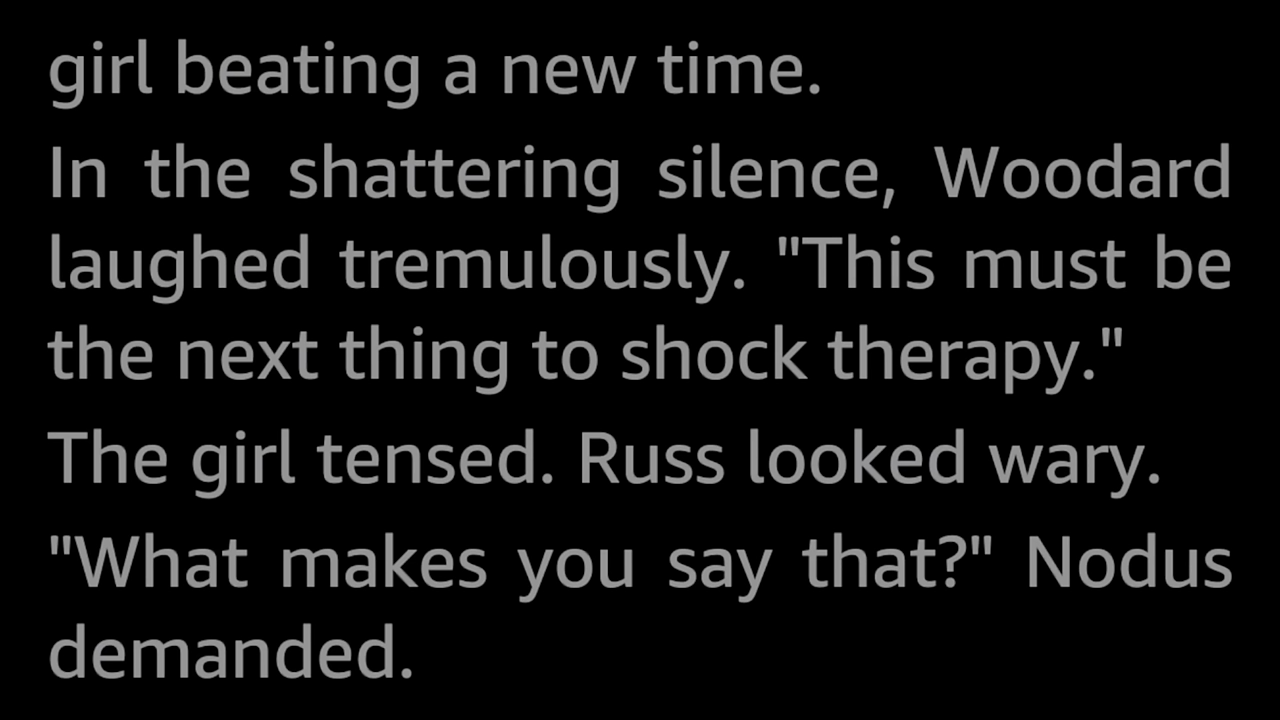 girl beating a new time.
In the shattering silence, Woodard
laughed tremulously. "This must be
the next thing to shock therapy."
The girl tensed. Russ looked wary.
"What makes you say that?" Nodus
demanded.